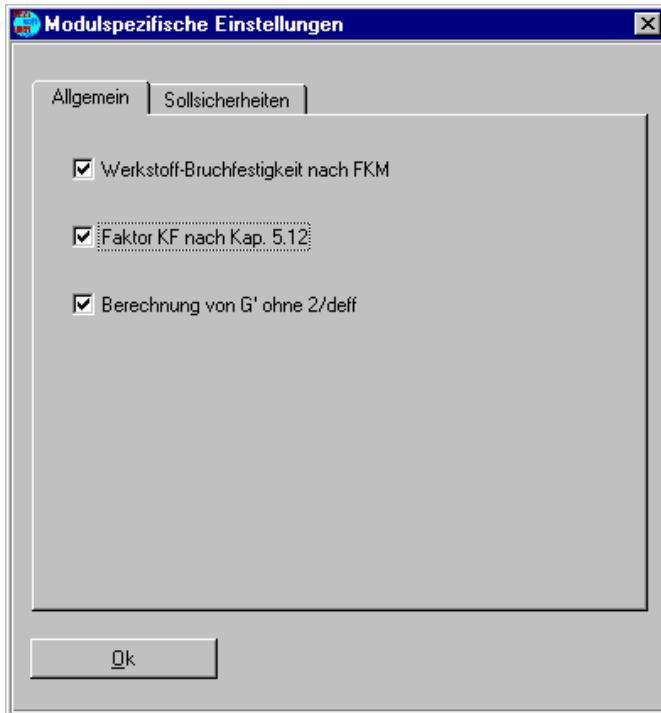 Modulspezifische Einstellungen
Allgemein
Sollsicherheiten
Werkstoff-Bruchfestigkeit nach FKM
Faktor KF nach Kap. 5.12
Berechnung von G' ohne 2/deff
Ok